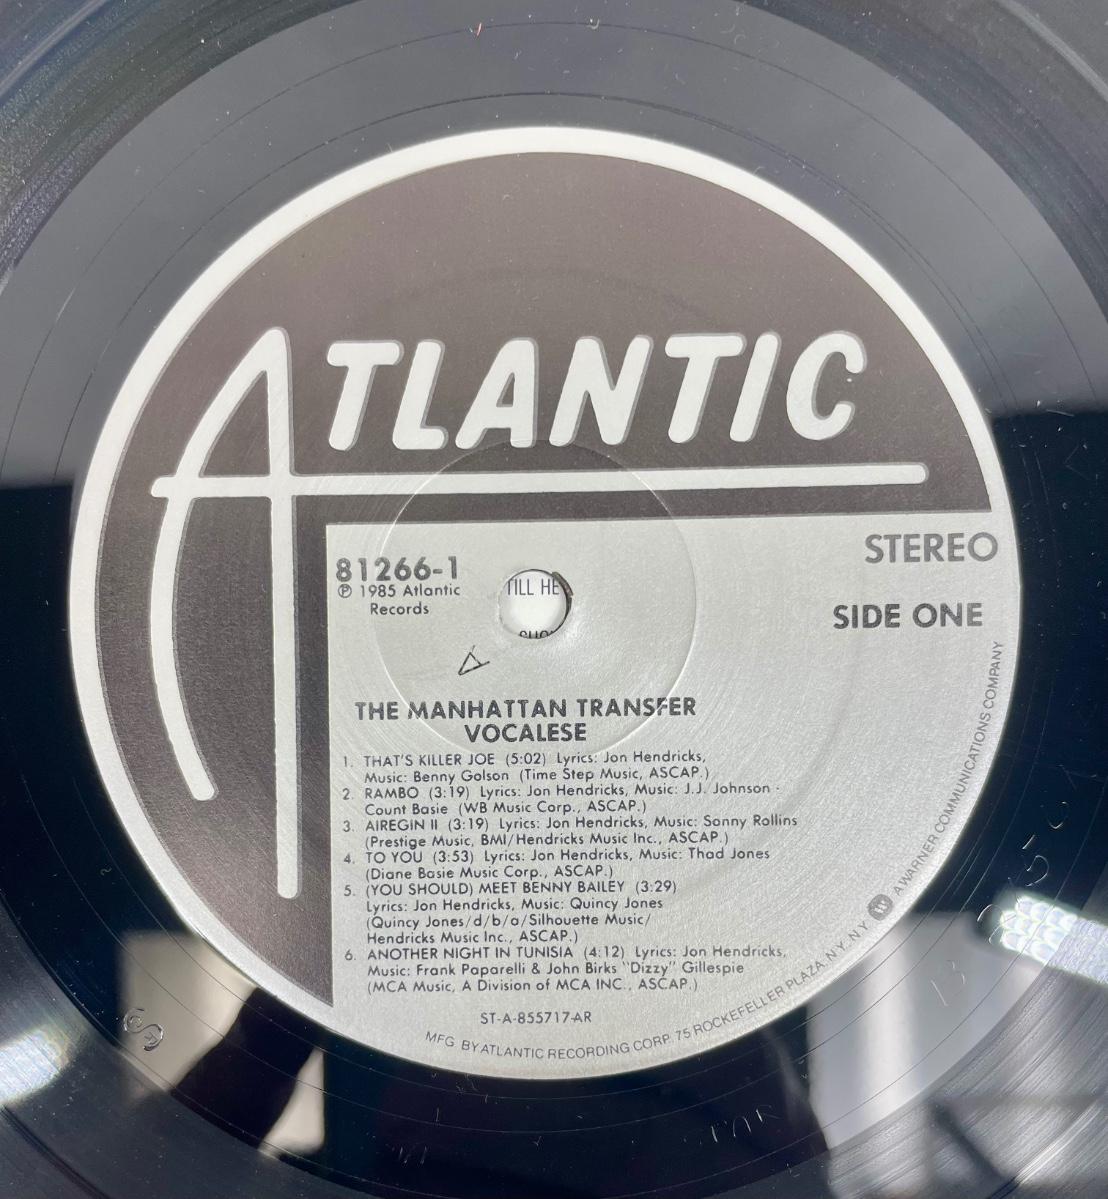 ATLANTIC
STEREO
81266-1
℗ 1985 Atlantic
Records
SIDE ONE
TILL HE
THE MANHATTAN TRANSFER
VOCALESE
1. THAT'S KILLER JOE (5:02) Lyrics: Jon Hendricks,
Music: Benny Golson (Time Step Music, ASCAP.)
2. RAMBO (3:19) Lyrics: Jon Hendricks, Music: J.J. Johnson -
Count Basie (WB Music Corp., ASCAP.)
3. AIREGIN II (3:19) Lyrics: Jon Hendricks, Music: Sonny Rollins
(Prestige Music, BMI/Hendricks Music Inc., ASCAP.)
4. TO YOU (3:53) Lyrics: Jon Hendricks, Music: Thad Jones
(Diane Basie Music Corp., ASCAP.)
5. (YOU SHOULD) MEET BENNY BAILEY (3:29)
Lyrics: Jon Hendricks, Music: Quincy Jones
(Quincy Jones/d/b/a/Silhouette Music/
Hendricks Music Inc., ASCAP.)
6. ANOTHER NIGHT IN TUNISIA (4:12) Lyrics: Jon Hendricks,
Music: Frank Paparelli & John Birks "Dizzy" Gillespie
(MCA Music, A Division of MCA INC., ASCAP.)
ST-A-855717-AR
MFG BY ATLANTIC RECORDING CORP. 75 ROCKEFELLER PLAZA N.Y. N.Y. A WARNER COMMUNICATIONS COMPANY